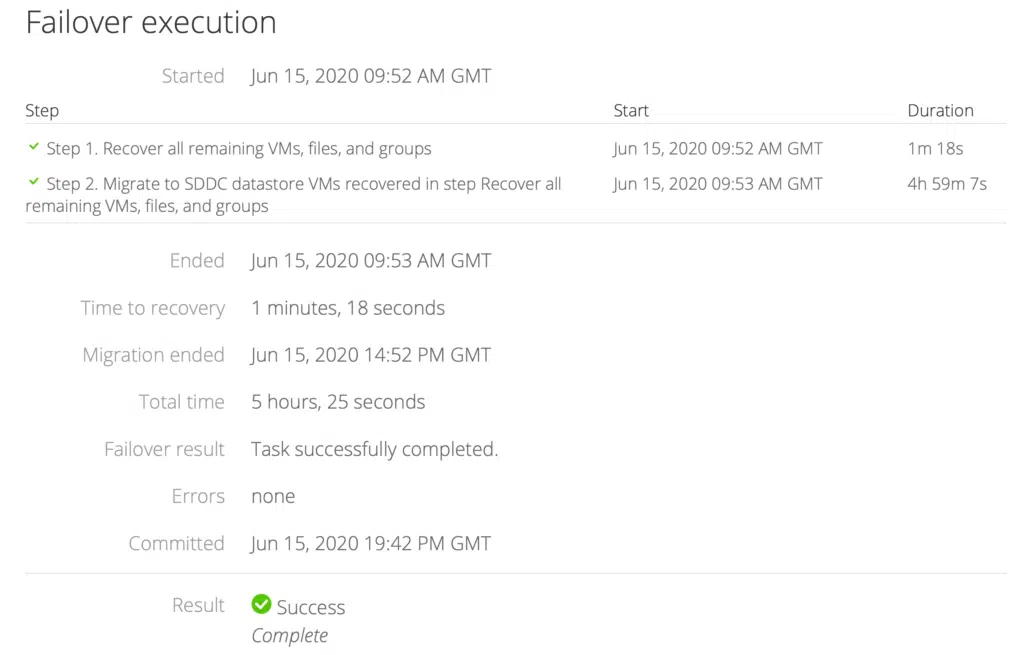 Failover execution
Started Jun 15, 2020 09:52 AM GMT
Step Start Duration
Step 1. Recover all remaining VMs, files, and groups Jun 15, 2020 09:52 AM GMT 1m 18s
Step 2. Migrate to SDDC datastore VMs recovered in step Recover all Jun 15, 2020 09:53 AM GMT 4h 59m 7s
remaining VMs, files, and groups
Ended Jun 15, 2020 09:53 AM GMT
Time to recovery 1 minutes, 18 seconds
Migration ended Jun 15, 2020 14:52 PM GMT
Total time 5 hours, 25 seconds
Failover result Task successfully completed.
Errors none
Committed Jun 15, 2020 19:42 PM GMT
Result Success
Complete